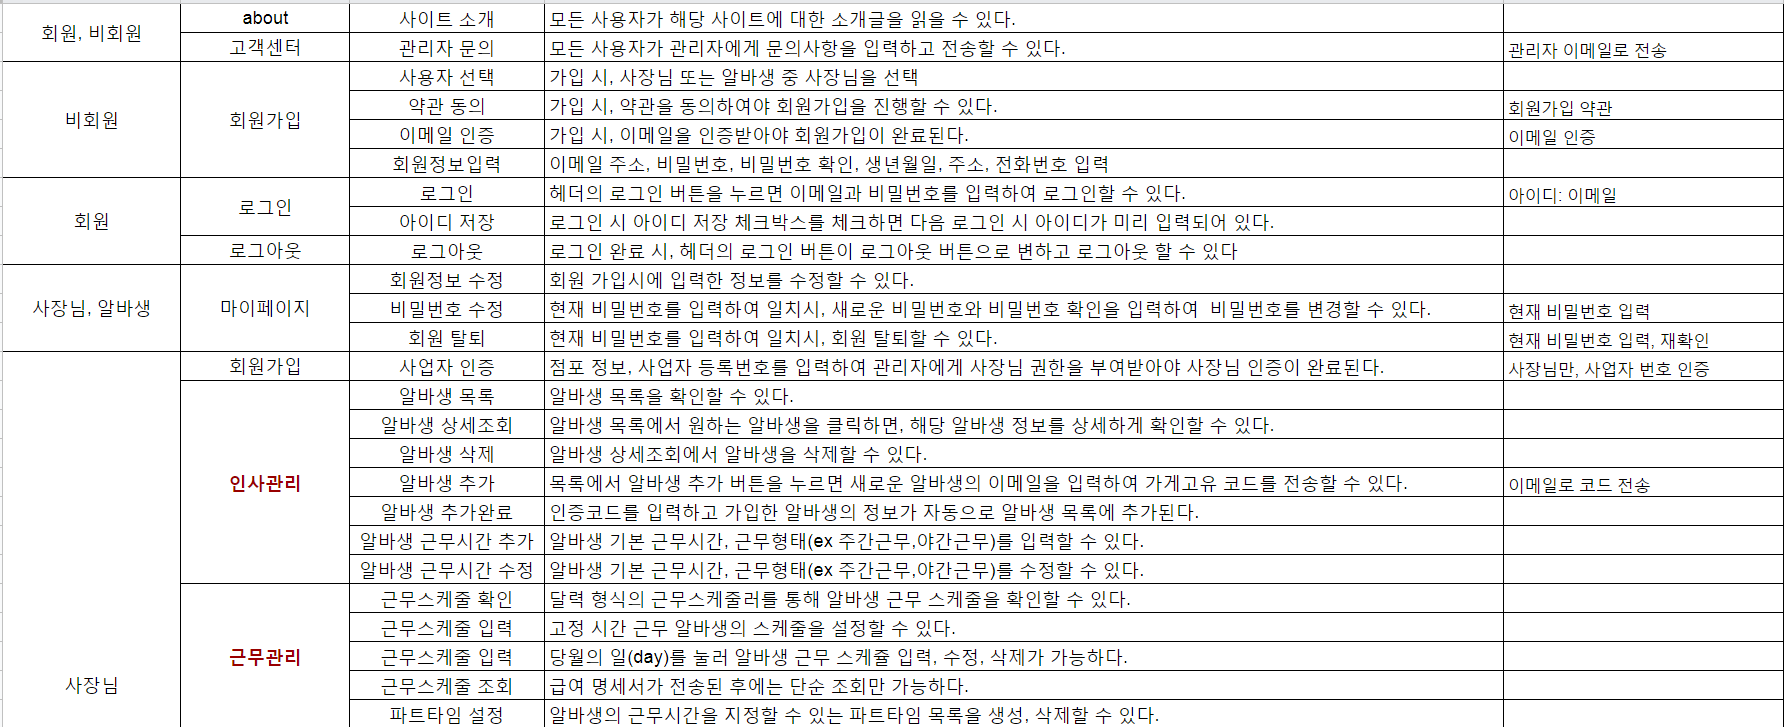 회원, 비회원 about 사이트 소개 모든 사용자가 해당 사이트에 대한 소개글을 읽을 수 있다.
고객센터 관리자 문의 모든 사용자가 관리자에게 문의사항을 입력하고 전송할 수 있다. 관리자 이메일로 전송
비회원 회원가입 사용자 선택 가입 시, 사장님 또는 알바생 중 사장님을 선택
약관 동의 가입 시, 약관을 동의하여야 회원가입을 진행할 수 있다. 회원가입 약관
이메일 인증 가입 시, 이메일을 인증받아야 회원가입이 완료된다. 이메일 인증
회원정보입력 이메일 주소, 비밀번호, 비밀번호 확인, 생년월일, 주소, 전화번호 입력
회원 로그인 로그인 헤더의 로그인 버튼을 누르면 이메일과 비밀번호를 입력하여 로그인할 수 있다. 아이디: 이메일
아이디 저장 로그인 시 아이디 저장 체크박스를 체크하면 다음 로그인 시 아이디가 미리 입력되어 있다.
로그아웃 로그아웃 로그인 완료 시, 헤더의 로그인 버튼이 로그아웃 버튼으로 변하고 로그아웃 할 수 있다
사장님, 알바생 마이페이지 회원정보 수정 회원 가입시에 입력한 정보를 수정할 수 있다.
비밀번호 수정 현재 비밀번호를 입력하여 일치시, 새로운 비밀번호와 비밀번호 확인을 입력하여 비밀번호를 변경할 수 있다. 현재 비밀번호 입력
회원 탈퇴 현재 비밀번호를 입력하여 일치시, 회원 탈퇴할 수 있다. 현재 비밀번호 입력, 재확인
사장님 회원가입 사업자 인증 점포 정보, 사업자 등록번호를 입력하여 관리자에게 사장님 권한을 부여받아야 사장님 인증이 완료된다. 사장님만, 사업자 번호 인증
인사관리 알바생 목록 알바생 목록을 확인할 수 있다.
알바생 상세조회 알바생 목록에서 원하는 알바생을 클릭하면, 해당 알바생 정보를 상세하게 확인할 수 있다.
알바생 삭제 알바생 상세조회에서 알바생을 삭제할 수 있다.
알바생 추가 목록에서 알바생 추가 버튼을 누르면 새로운 알바생의 이메일을 입력하여 가게고유 코드를 전송할 수 있다. 이메일로 코드 전송
알바생 추가완료 인증코드를 입력하고 가입한 알바생의 정보가 자동으로 알바생 목록에 추가된다.
알바생 근무시간 추가 알바생 기본 근무시간, 근무형태(ex 주간근무,야간근무)를 입력할 수 있다.
알바생 근무시간 수정 알바생 기본 근무시간, 근무형태(ex 주간근무,야간근무)를 수정할 수 있다.
근무관리 근무스케줄 확인 달력 형식의 근무스케줄러를 통해 알바생 근무 스케줄을 확인할 수 있다.
근무스케줄 입력 고정 시간 근무 알바생의 스케줄을 설정할 수 있다.
근무스케줄 입력 당월의 일(day)를 눌러 알바생 근무 스케쥴 입력, 수정, 삭제가 가능하다.
근무스케줄 조회 급여 명세서가 전송된 후에는 단순 조회만 가능하다.
파트타임 설정 알바생의 근무시간을 지정할 수 있는 파트타임 목록을 생성, 삭제할 수 있다.